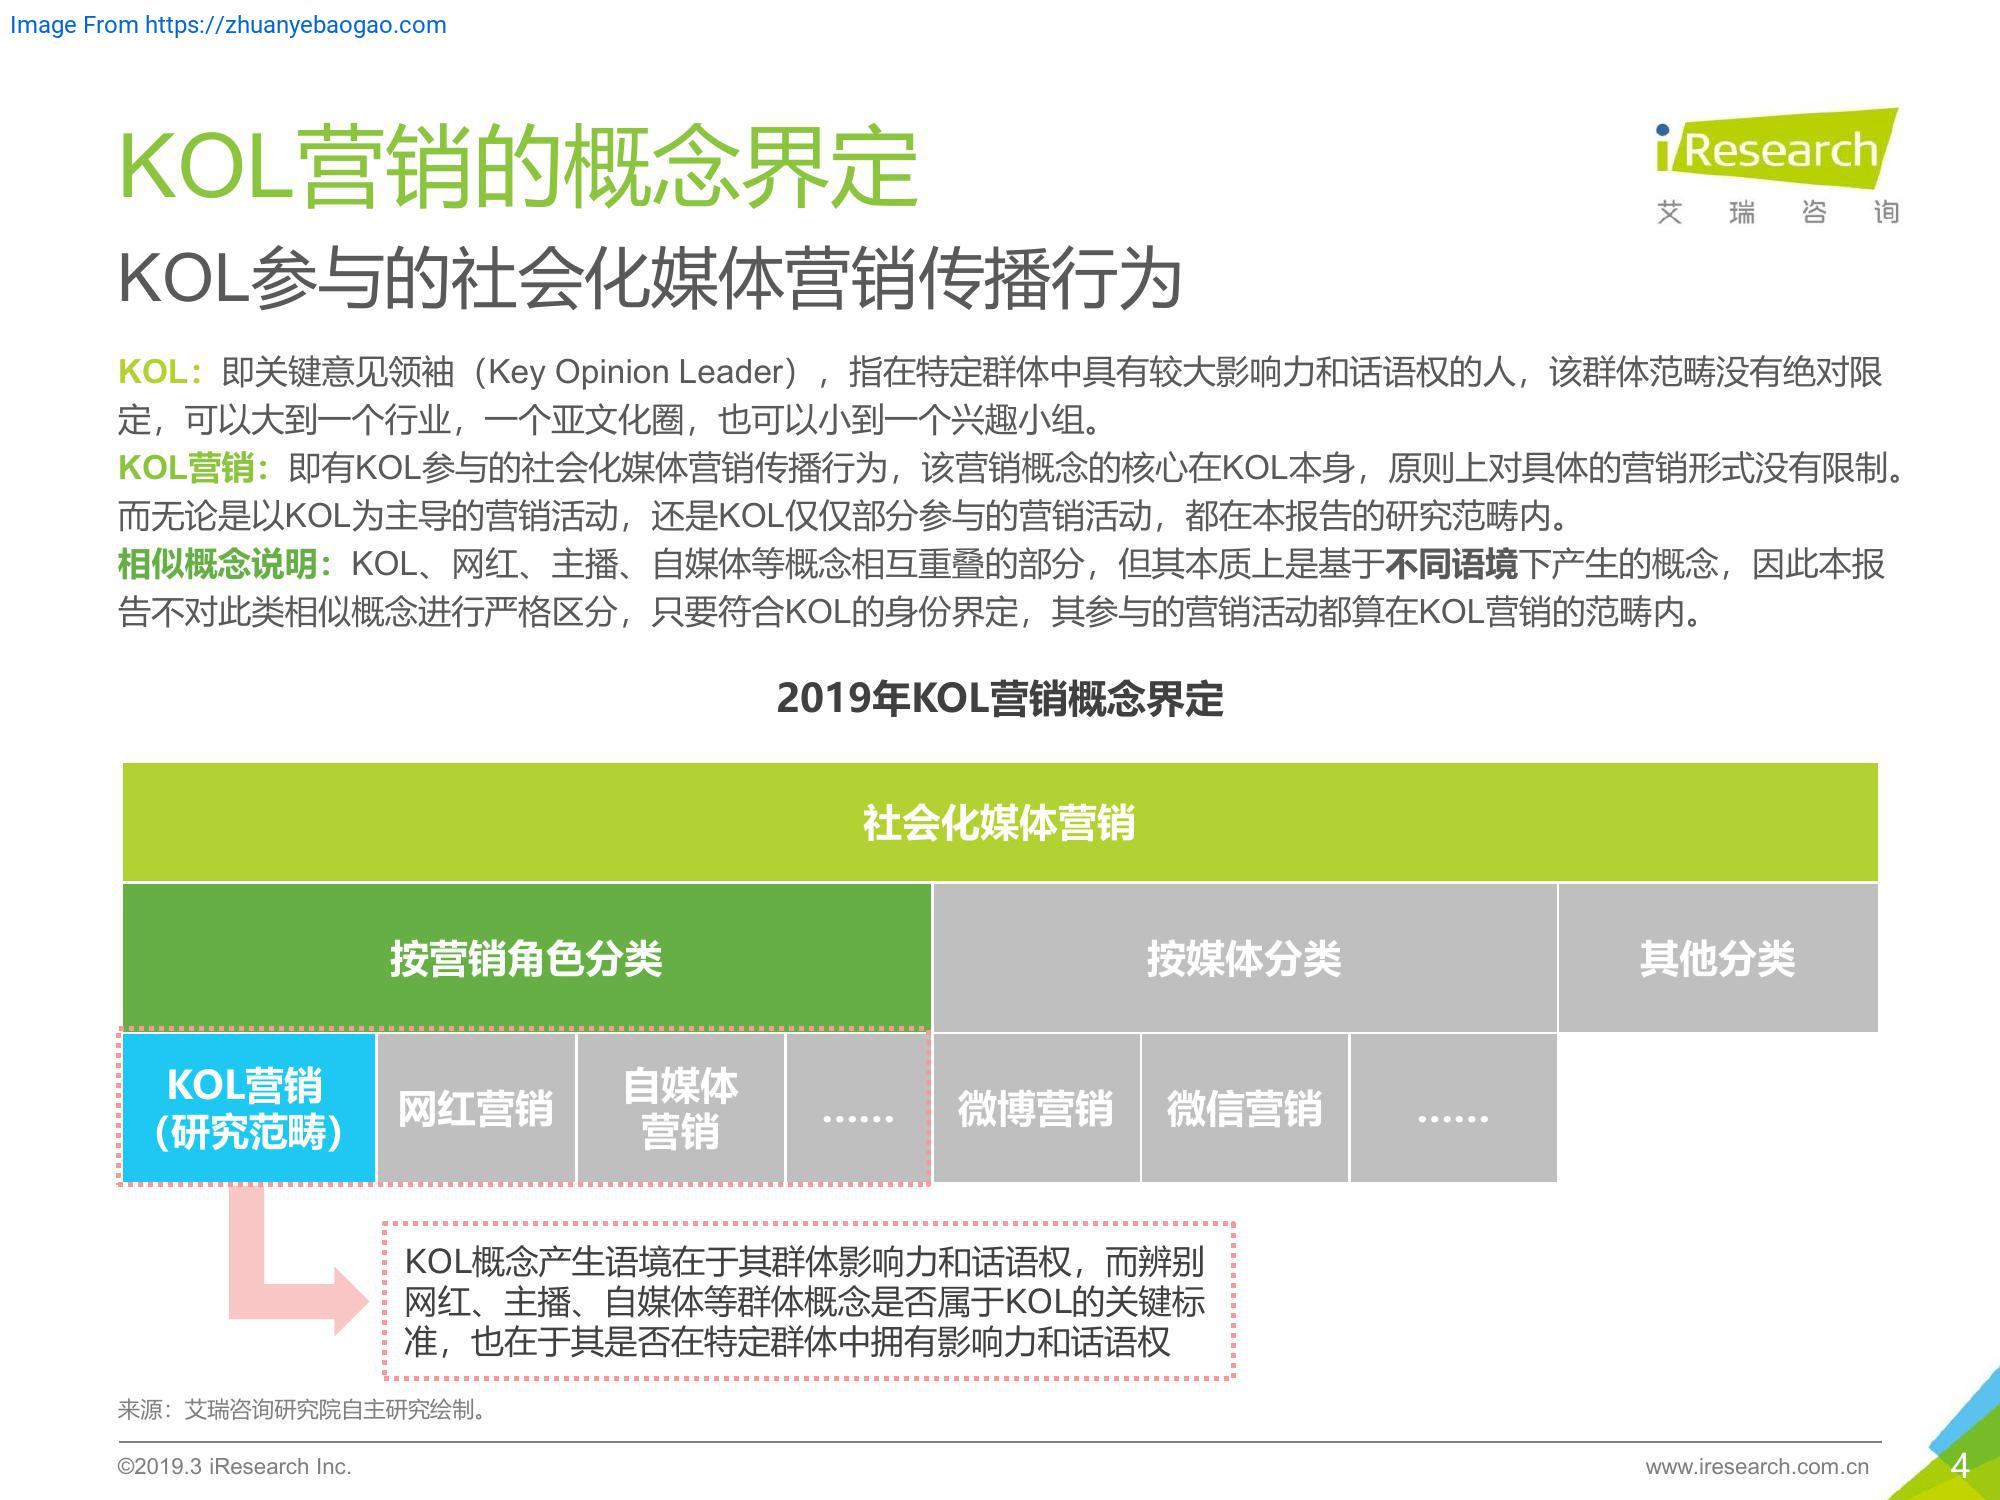 Image From https://zhuanyebaogao.com
KOL营销的概念界定
iResearch
艾瑞咨询
KOL参与的社会化媒体营销传播行为
KOL：即关键意见领袖（Key Opinion Leader），指在特定群体中具有较大影响力和话语权的人，该群体范畴没有绝对限
定，可以大到一个行业，一个亚文化圈，也可以小到一个兴趣小组。
KOL营销：即有KOL参与的社会化媒体营销传播行为，该营销概念的核心在KOL本身，原则上对具体的营销形式没有限制。
而无论是以KOL为主导的营销活动，还是KOL仅仅部分参与的营销活动，都在本报告的研究范畴内。
相似概念说明：KOL、网红、主播、自媒体等概念相互重叠的部分，但其本质上是基于不同语境下产生的概念，因此本报
告不对此类相似概念进行严格区分，只要符合KOL的身份界定，其参与的营销活动都算在KOL营销的范畴内。
2019年KOL营销概念界定
社会化媒体营销
按营销角色分类
按媒体分类
其他分类
KOL营销
（研究范畴）
网红营销
自媒体
营销
……
微博营销
微信营销
……
KOL概念产生语境在于其群体影响力和话语权，而辨别
网红、主播、自媒体等群体概念是否属于KOL的关键标
准，也在于其是否在特定群体中拥有影响力和话语权
来源：艾瑞咨询研究院自主研究绘制。
©2019.3 iResearch Inc.
www.iresearch.com.cn
4